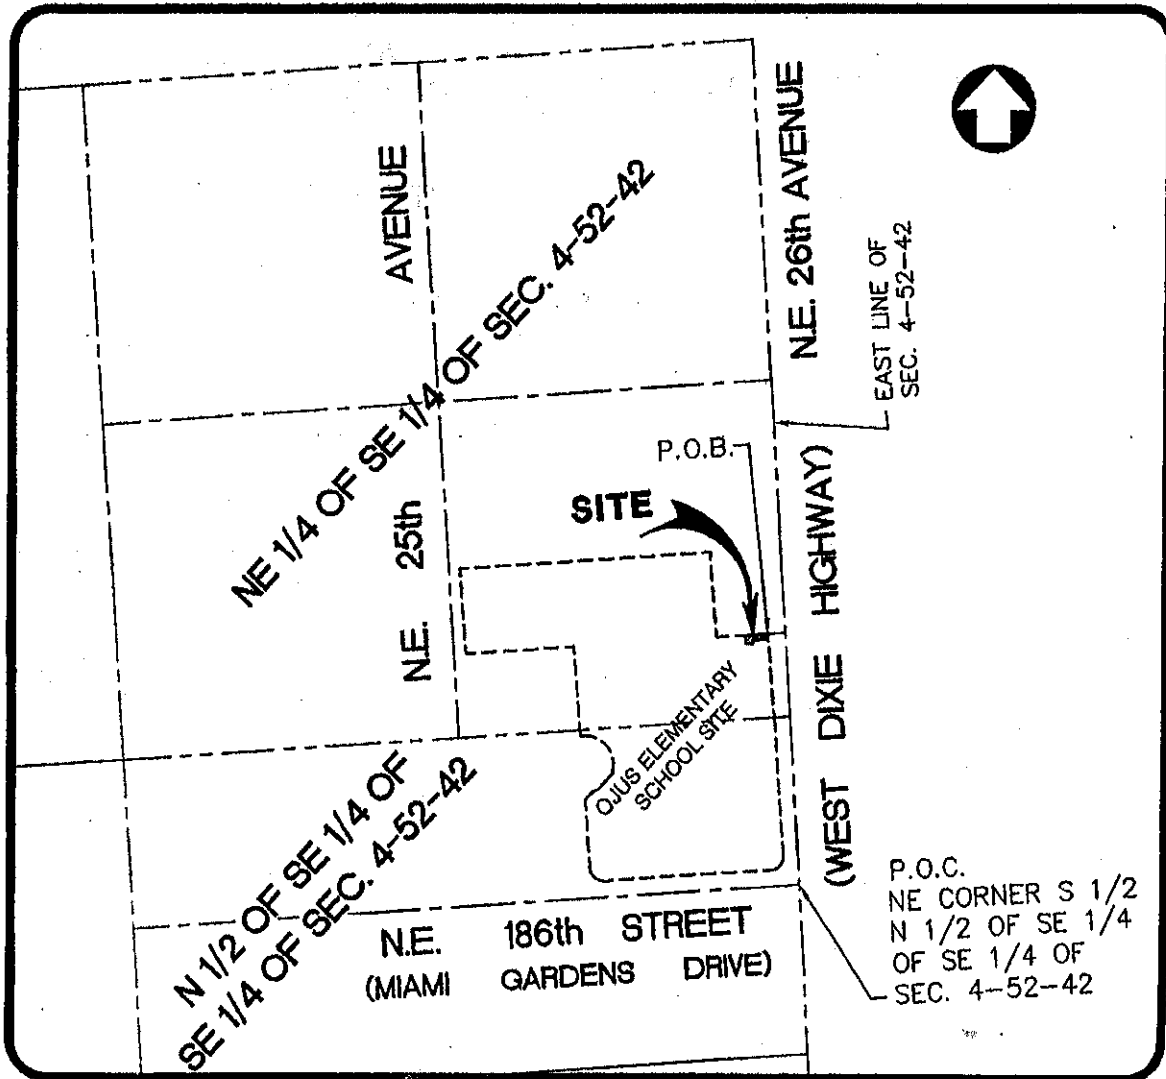 AVENUE
N.E. 26th AVENUE
NE 1/4 OF SE 1/4 OF SEC. 4-52-42
EAST LINE OF
SEC. 4-52-42
P.O.B.
SITE
N.E. 25th
(WEST DIXIE HIGHWAY)
OJUS ELEMENTARY
SCHOOL SITE
N 1/2 OF SE 1/4 OF
SE 1/4 OF SEC. 4-52-42
P.O.C.
NE CORNER S 1/2
N 1/2 OF SE 1/4
OF SE 1/4 OF
SEC. 4-52-42
N.E. 186th STREET
(MIAMI GARDENS DRIVE)